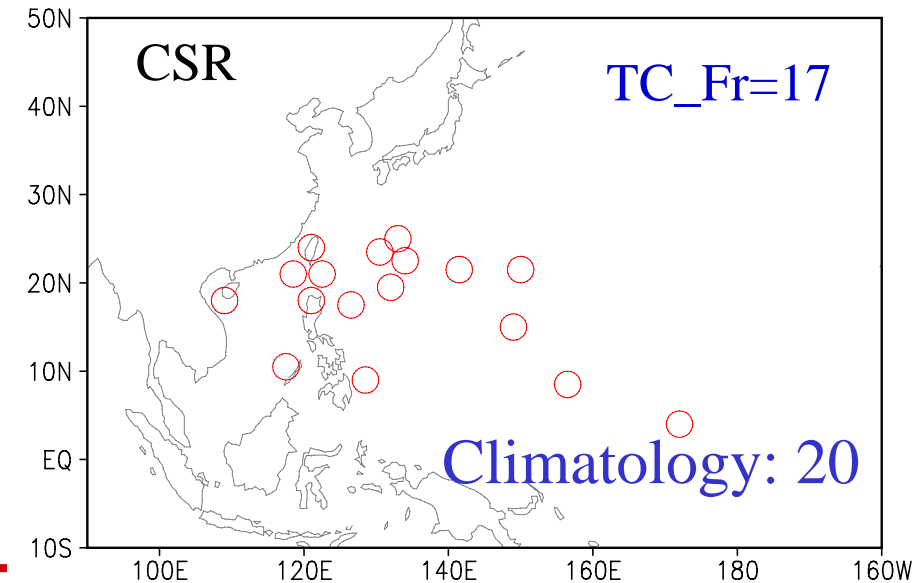 50N
CSR
TC_Fr=17
40N
30N
20N
10N
EQ
Climatology: 20
10S
100E 120E 140E 160E 180 160W